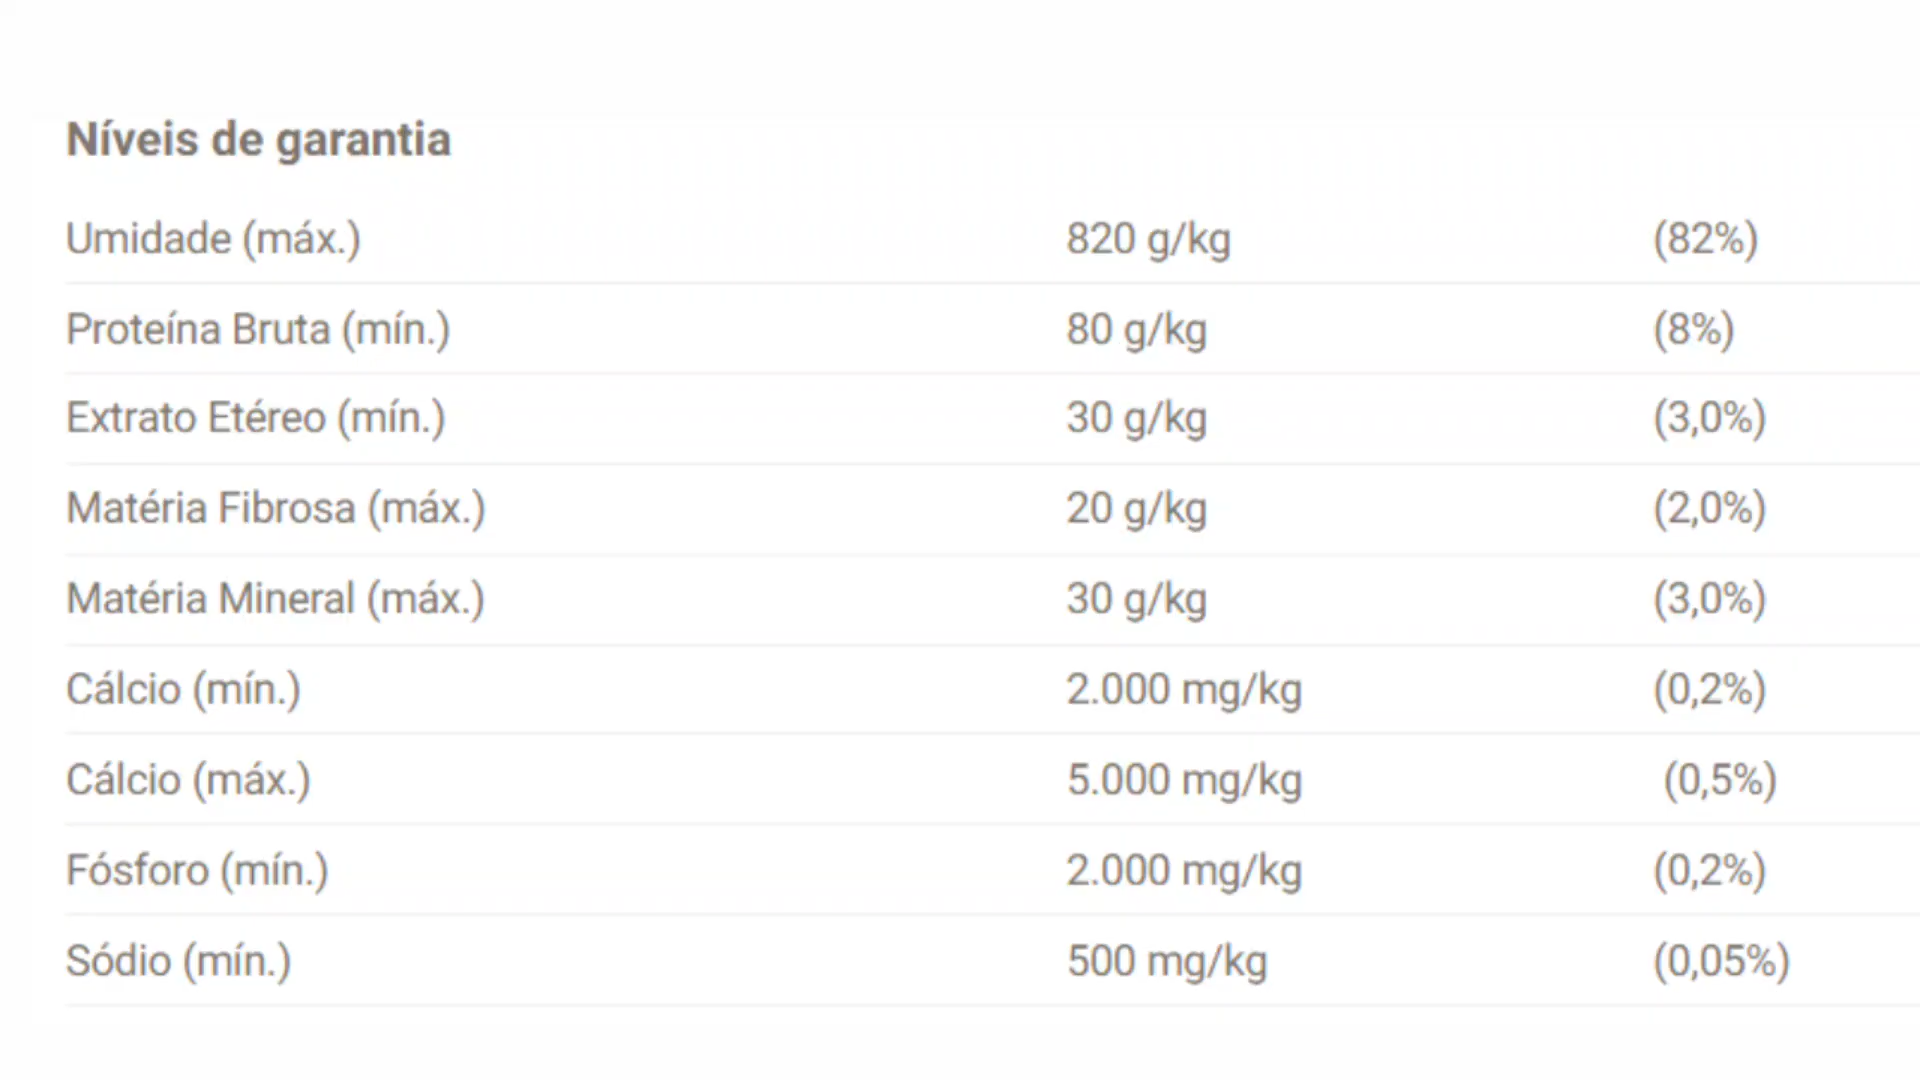 Níveis de garantia
Umidade (máx.) 820 g/kg (82%)
Proteína Bruta (mín.) 80 g/kg (8%)
Extrato Etéreo (mín.) 30 g/kg (3,0%)
Matéria Fibrosa (máx.) 20 g/kg (2,0%)
Matéria Mineral (máx.) 30 g/kg (3,0%)
Cálcio (mín.) 2.000 mg/kg (0,2%)
Cálcio (máx.) 5.000 mg/kg (0,5%)
Fósforo (mín.) 2.000 mg/kg (0,2%)
Sódio (mín.) 500 mg/kg (0,05%)